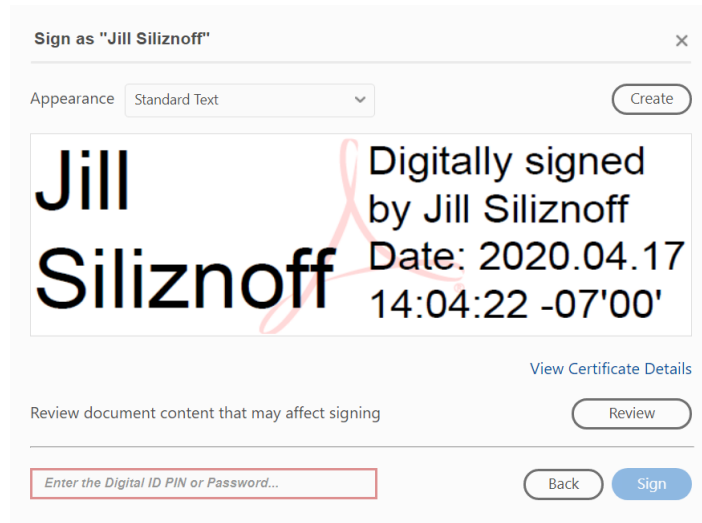 Sign as "Jill Siliznoff"
Appearance Standard Text Create
Jill
Siliznoff
Digitally signed
by Jill Siliznoff
Date: 2020.04.17
14:04:22 -07'00'
View Certificate Details
Review document content that may affect signing Review
Enter the Digital ID PIN or Password... Back Sign